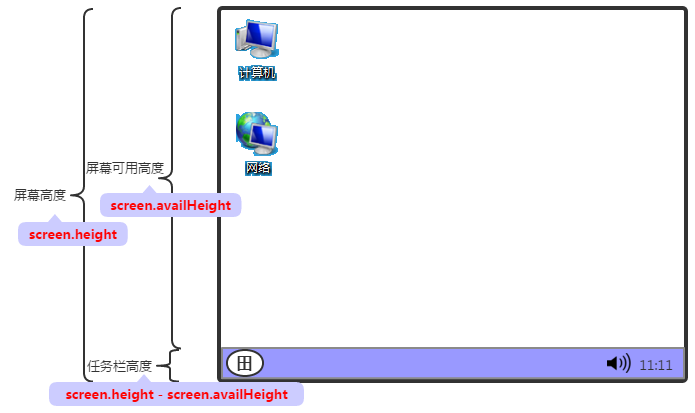 计算机
网络
屏幕可用高度
屏幕高度
screen.availHeight
screen.height
任务栏高度
田
11:11
screen.height - screen.availHeight